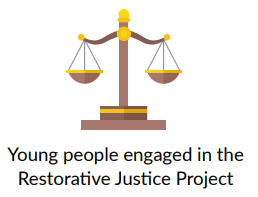 Young people engaged in the
Restorative Justice Project